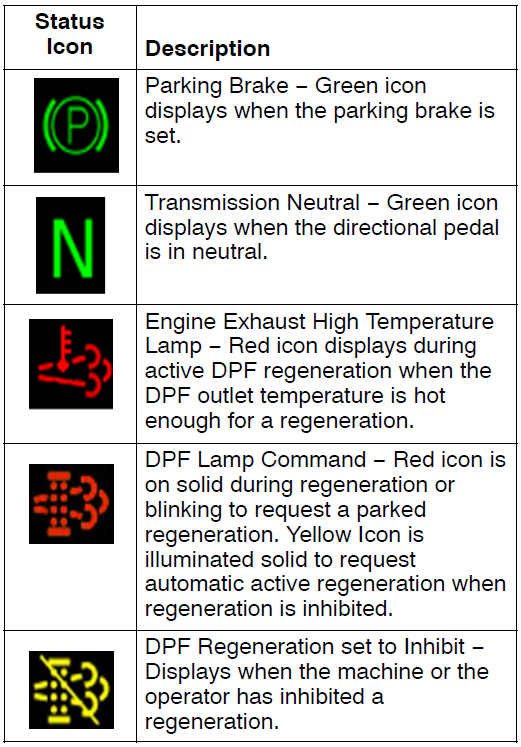 Status
Icon
Description
P
Parking Brake – Green icon
displays when the parking brake is
set.
N
Transmission Neutral – Green icon
displays when the directional pedal
is in neutral.
Engine Exhaust High Temperature
Lamp – Red icon displays during
active DPF regeneration when the
DPF outlet temperature is hot
enough for a regeneration.
DPF Lamp Command – Red icon is
on solid during regeneration or
blinking to request a parked
regeneration. Yellow Icon is
illuminated solid to request
automatic active regeneration when
regeneration is inhibited.
DPF Regeneration set to Inhibit –
Displays when the machine or the
operator has inhibited a
regeneration.